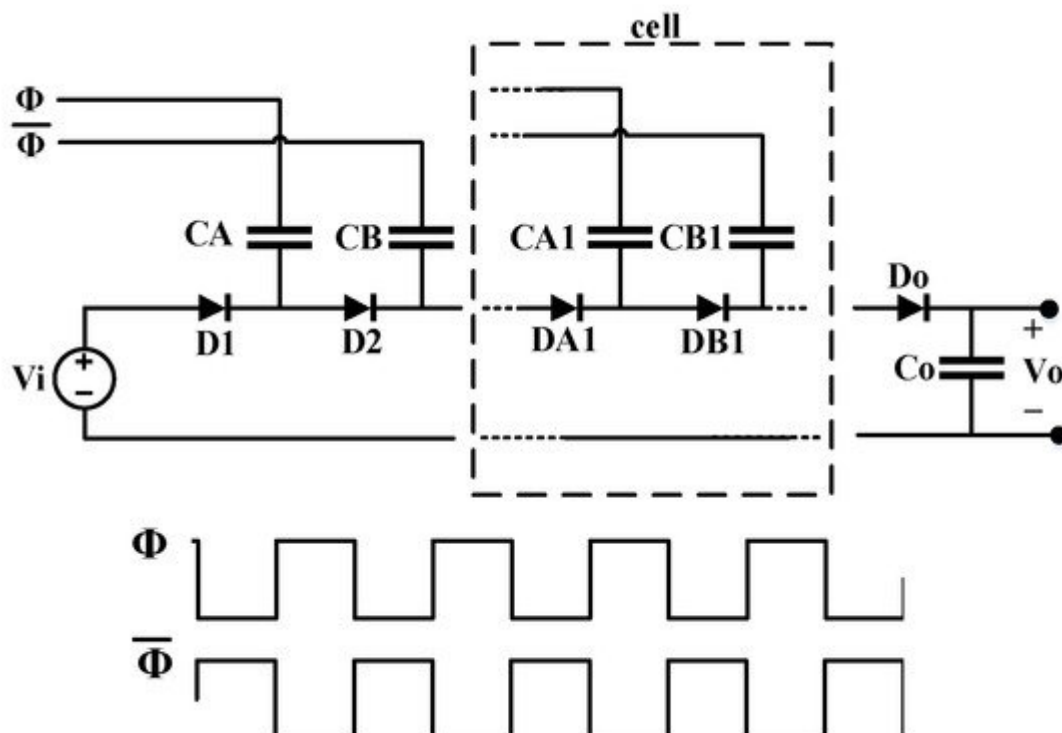 cell
Φ
Φ̅
CA
CB
CA1
CB1
Do
D1
D2
DA1
DB1
Vi
+
−
Co
+
Vo
−
Φ
Φ̅